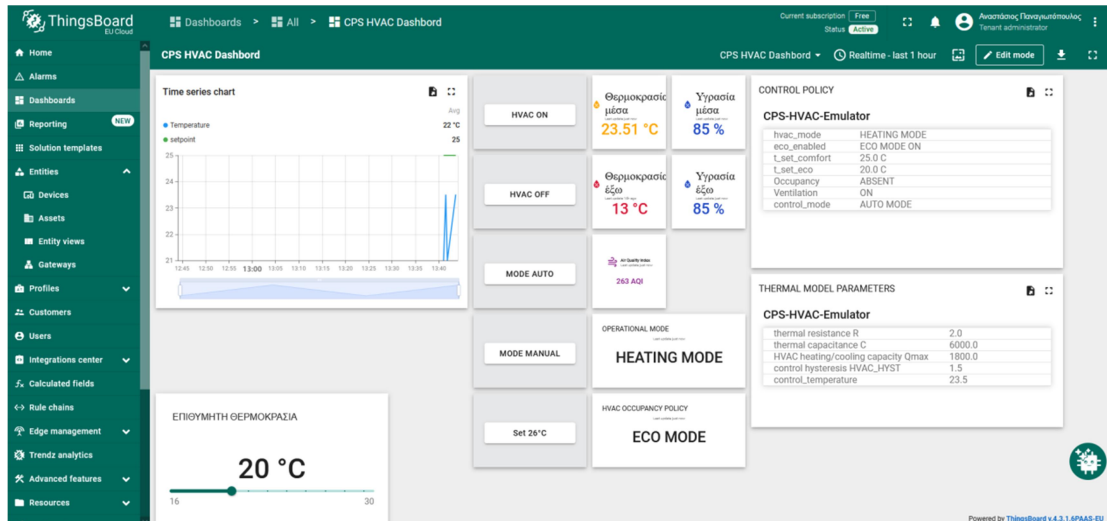 ThingsBoard
EU Cloud
Dashboards > All > CPS HVAC Dashbord
Current subscription Free
Status Active
Αναστάσιος Παναγιωτόπουλος
Tenant administrator
Home
Alarms
Dashboards
Reporting NEW
Solution templates
Entities
Devices
Assets
Entity views
Gateways
Profiles
Customers
Users
Integrations center
Calculated fields
Rule chains
Edge management
Trendz analytics
Advanced features
Resources
CPS HVAC Dashbord
CPS HVAC Dashbord
Realtime - last 1 hour
Edit mode
Time series chart
Avg
Temperature 22 °C
setpoint 25
25
24
23
22
21
12:45 12:50 12:55 13:00 13:05 13:10 13:15 13:20 13:25 13:30 13:35 13:40
ΕΠΙΘΥΜΗΤΗ ΘΕΡΜΟΚΡΑΣΙΑ
20 °C
16 30
HVAC ON
HVAC OFF
MODE AUTO
MODE MANUAL
Set 26°C
Θερμοκρασίο
μέσα
23.51 °C
Υγρασία
μέσα
85 %
Θερμοκρασίο
έξω
13 °C
Υγρασία
έξω
85 %
Air Quality Index
263 AQI
OPERATIONAL MODE
HEATING MODE
HVAC OCCUPANCY POLICY
ECO MODE
CONTROL POLICY
CPS-HVAC-Emulator
hvac_mode HEATING MODE
eco_enabled ECO MODE ON
t_set_comfort 25.0 C
t_set_eco 20.0 C
Occupancy ABSENT
Ventilation ON
control_mode AUTO MODE
THERMAL MODEL PARAMETERS
CPS-HVAC-Emulator
thermal resistance R 2.0
thermal capacitance C 6000.0
HVAC heating/cooling capacity Qmax 1800.0
control hysteresis HVAC_HYST 1.5
control_temperature 23.5
Powered by ThingsBoard v.4.3.1.6PAAS-EU